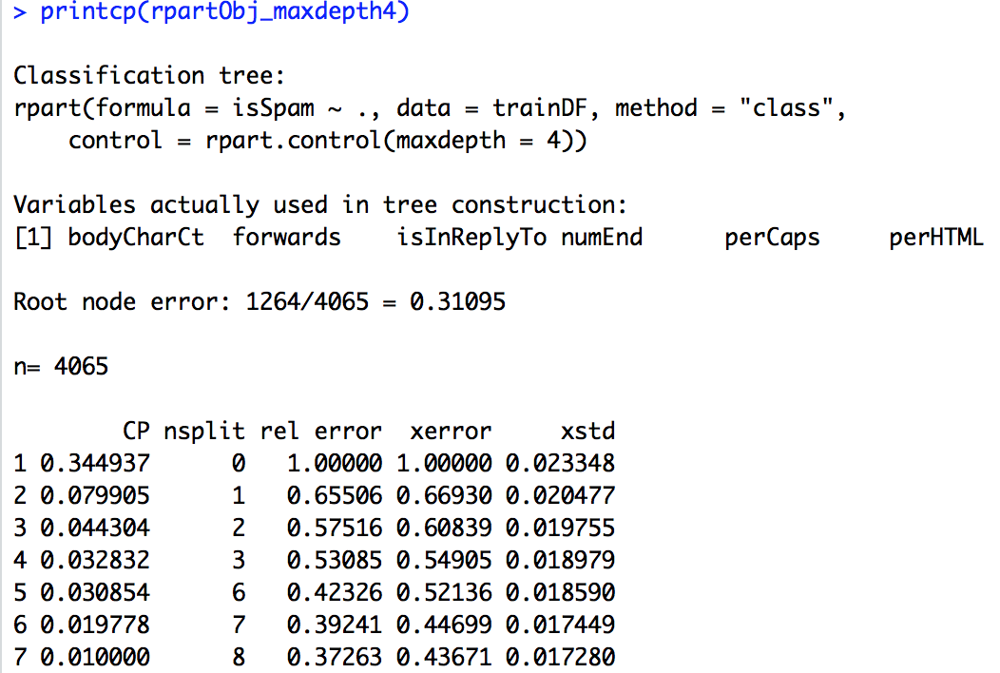 > printcp(rpartObj_maxdepth4)

Classification tree:
rpart(formula = isSpam ~ ., data = trainDF, method = "class",
    control = rpart.control(maxdepth = 4))

Variables actually used in tree construction:
[1] bodyCharCt  forwards    isInReplyTo numEnd      perCaps     perHTML

Root node error: 1264/4065 = 0.31095

n= 4065

        CP nsplit rel error  xerror     xstd
1 0.344937      0   1.00000 1.00000 0.023348
2 0.079905      1   0.65506 0.66930 0.020477
3 0.044304      2   0.57516 0.60839 0.019755
4 0.032832      3   0.53085 0.54905 0.018979
5 0.030854      6   0.42326 0.52136 0.018590
6 0.019778      7   0.39241 0.44699 0.017449
7 0.010000      8   0.37263 0.43671 0.017280